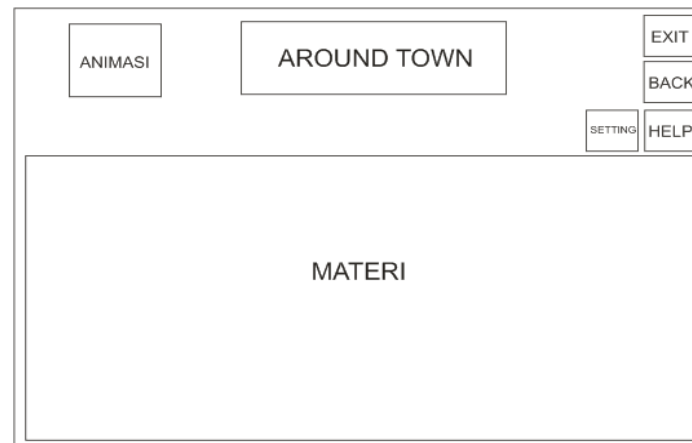 ANIMASI
AROUND TOWN
EXIT
BACK
SETTING
HELP
MATERI